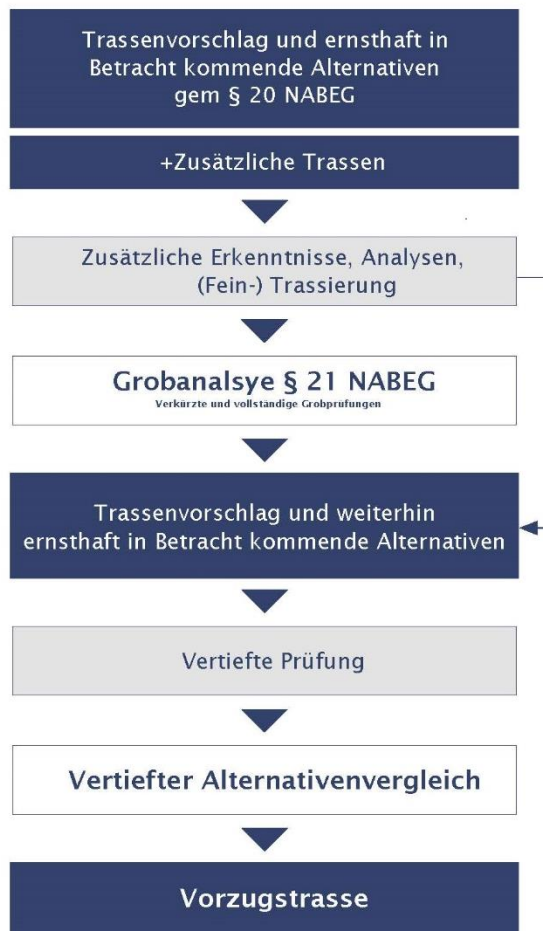 Trassenvorschlag und ernsthaft in
Betracht kommende Alternativen
gem § 20 NABEG
+Zusätzliche Trassen
Zusätzliche Erkenntnisse, Analysen,
(Fein-) Trassierung
Grobanalsye § 21 NABEG
Verkürzte und vollständige Grobprüfungen
Trassenvorschlag und weiterhin
ernsthaft in Betracht kommende Alternativen
Vertiefte Prüfung
Vertiefter Alternativenvergleich
Vorzugstrasse